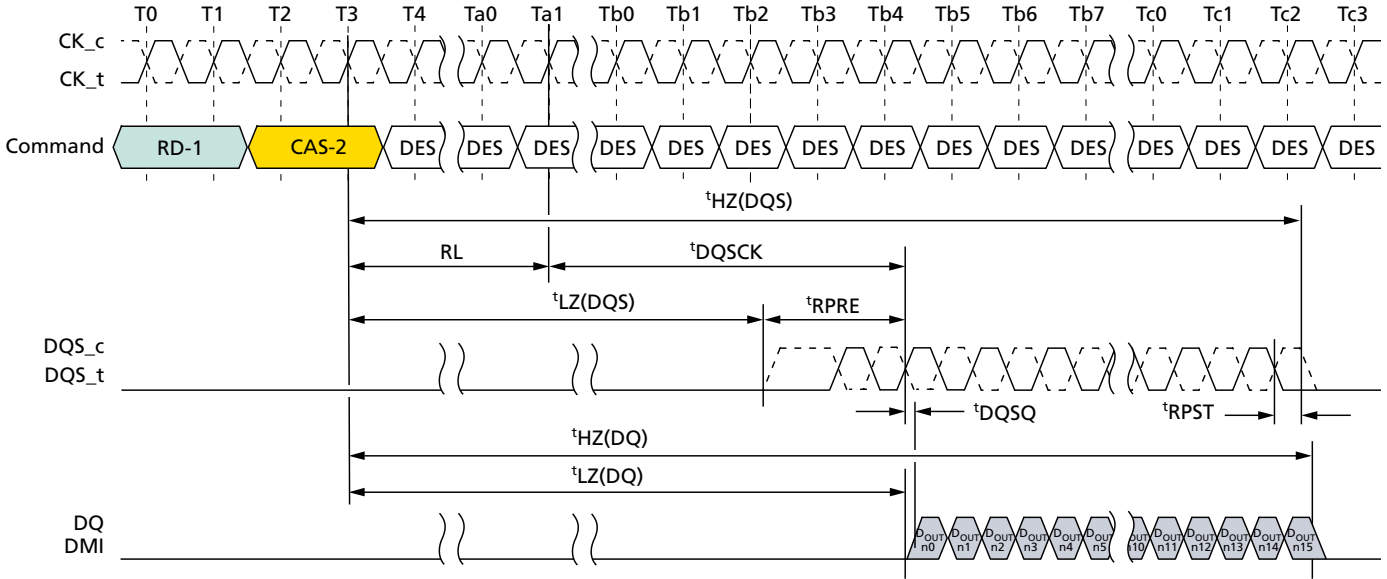 T0 T1 T2 T3 T4 Ta0 Ta1 Tb0 Tb1 Tb2 Tb3 Tb4 Tb5 Tb6 Tb7 Tc0 Tc1 Tc2 Tc3
CK_c
CK_t
Command RD-1 CAS-2 DES DES DES DES DES DES DES DES DES DES DES DES DES DES DES
tHZ(DQS)
RL tDQSCK
tLZ(DQS) tRPRE
DQS_c
DQS_t
tDQSQ tRPST
tHZ(DQ)
tLZ(DQ)
DQ
DMI
DOUT n0 DOUT n1 DOUT n2 DOUT n3 DOUT n4 DOUT n5 DOUT n10 DOUT n11 DOUT n12 DOUT n13 DOUT n14 DOUT n15